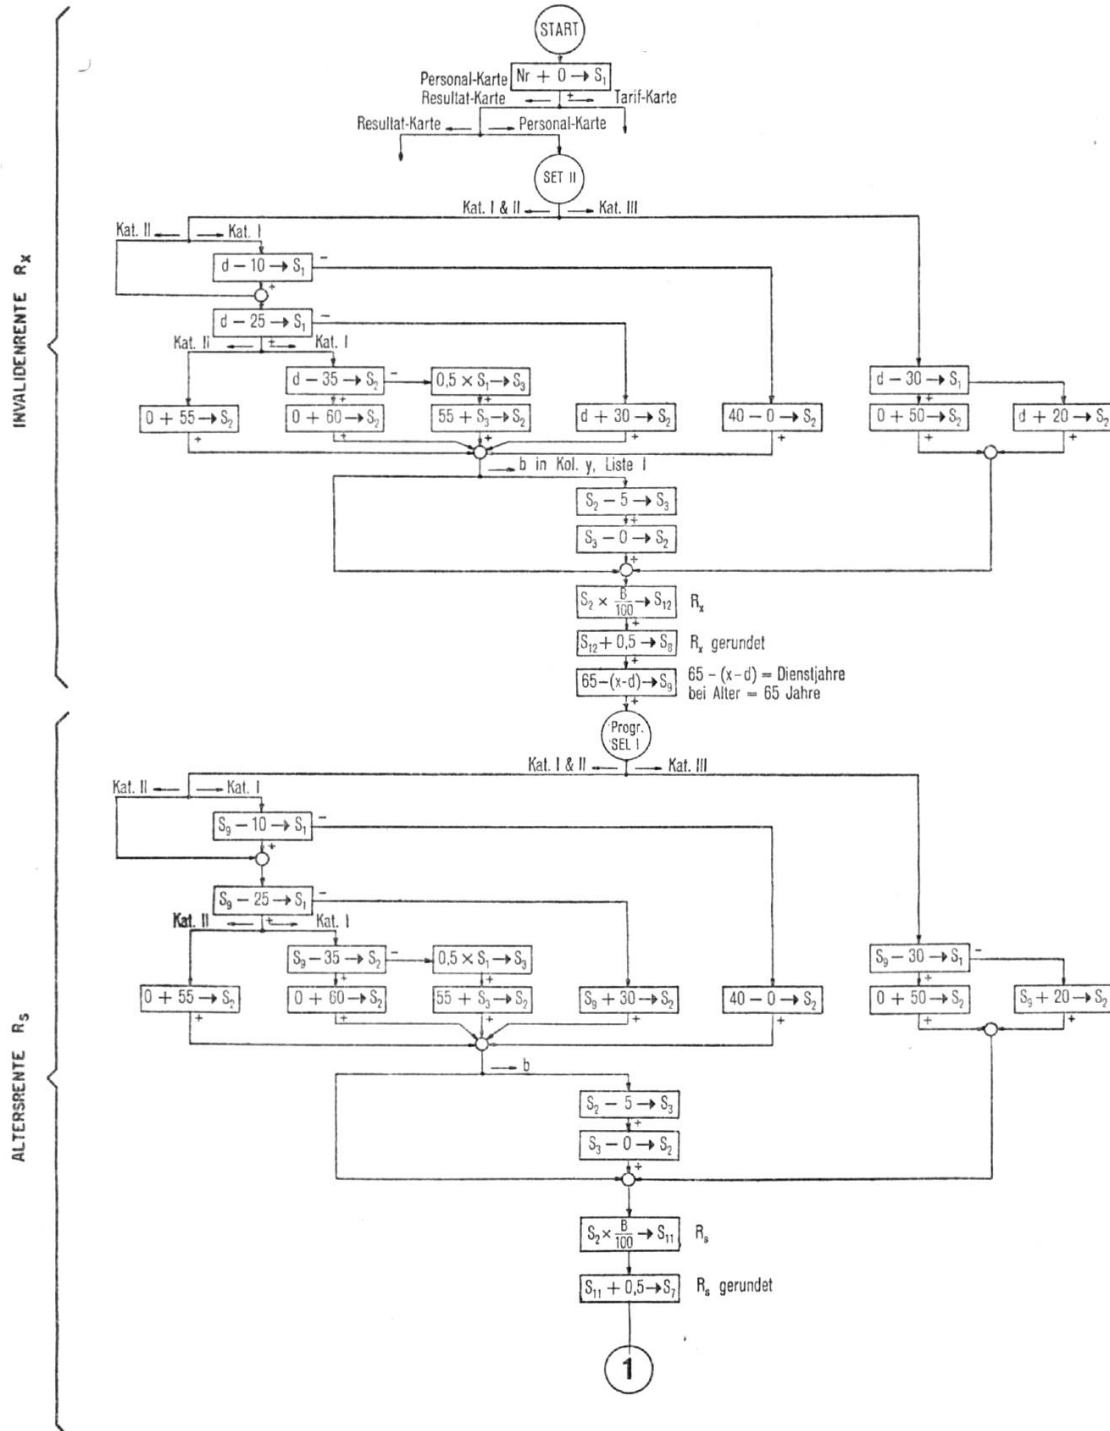 START
Nr + 0 → S₁
Personal-Karte
Resultat-Karte ← ± → Tarif-Karte
Resultat-Karte ← → Personal-Karte
SET II
Kat. I & II ← → Kat. III
Kat. II ← → Kat. I
d − 10 → S₁ −
+
d − 25 → S₁ −
Kat. II ← ± → Kat. I
d − 35 → S₂ − 0,5 × S₁ → S₃ d − 30 → S₁
+ + +
0 + 55 → S₂ 0 + 60 → S₂ 55 + S₃ → S₂ d + 30 → S₂ 40 − 0 → S₂ 0 + 50 → S₂ d + 20 → S₂
+ + + + + + +
→ b in Kol. y, Liste I
S₂ − 5 → S₃
+
S₃ − 0 → S₂
+
S₂ × B/100 → S₁₂ Rₓ
+
S₁₂ + 0,5 → S₈ Rₓ gerundet
+
65−(x-d) → S₉ 65 − (x−d) = Dienstjahre
bei Alter = 65 Jahre
+
INVALIDENRENTE Rₓ
Progr.
SEL I
Kat. I & II ← → Kat. III
Kat. II ← → Kat. I
S₉ − 10 → S₁ −
+
S₉ − 25 → S₁ −
Kat. II ← ± → Kat. I
S₉ − 35 → S₂ − 0,5 × S₁ → S₃ S₉ − 30 → S₁ −
+ + +
0 + 55 → S₂ 0 + 60 → S₂ 55 + S₃ → S₂ S₉ + 30 → S₂ 40 − 0 → S₂ 0 + 50 → S₂ S₉ + 20 → S₂
+ + + + + + +
→ b
S₂ − 5 → S₃
+
S₃ − 0 → S₂
+
S₂ × B/100 → S₁₁ Rₛ
S₁₁ + 0,5 → S₇ Rₛ gerundet
1
ALTERSRENTE Rₛ